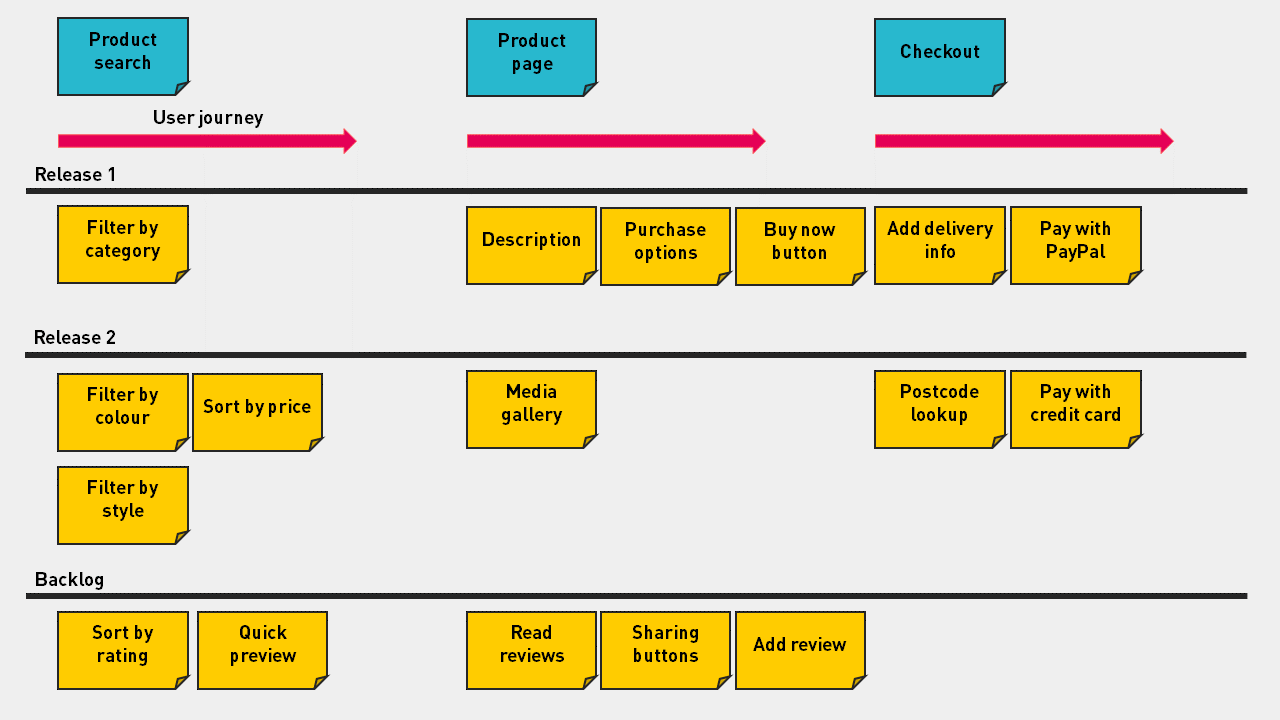 Product
search
Product
page
Checkout
User journey
Release 1
Filter by
category
Description
Purchase
options
Buy now
button
Add delivery
info
Pay with
PayPal
Release 2
Filter by
colour
Sort by price
Media
gallery
Postcode
lookup
Pay with
credit card
Filter by
style
Backlog
Sort by
rating
Quick
preview
Read
reviews
Sharing
buttons
Add review